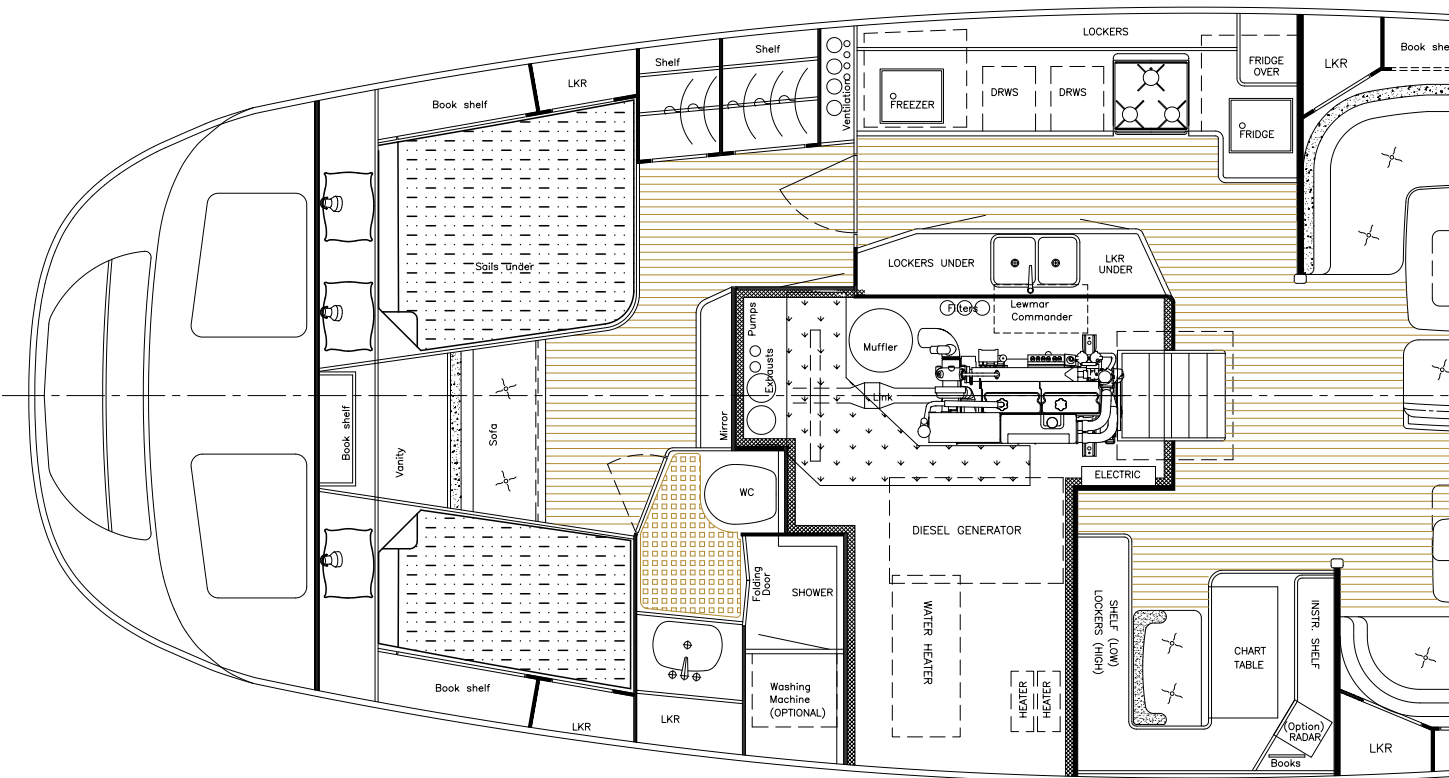 LOCKERS
Shelf
Shelf
LKR
Book shelf
Ventilation
FREEZER
DRWS
DRWS
FRIDGE
OVER
FRIDGE
LKR
Book she
Sails under
LOCKERS UNDER
LKR
UNDER
Pumps
Exhausts
Filters
Lewmar
Commander
Muffler
Link
Mirror
Book shelf
Vanity
Sofa
WC
ELECTRIC
DIESEL GENERATOR
Folding
Door
SHOWER
WATER HEATER
HEATER
HEATER
SHELF (LOW)
LOCKERS (HIGH)
CHART
TABLE
INSTR. SHELF
Book shelf
LKR
LKR
Washing
Machine
(OPTIONAL)
(Option)
RADAR
Books
LKR